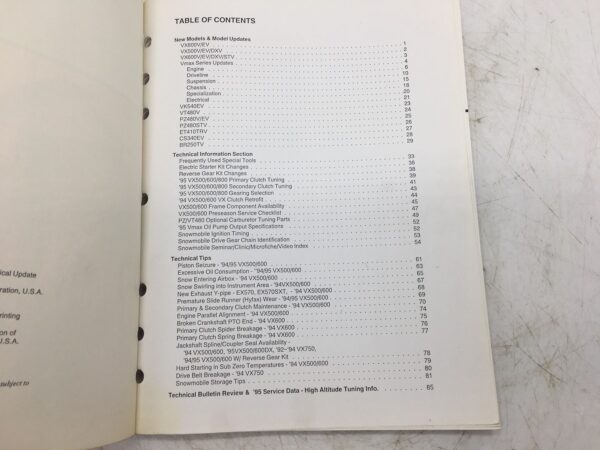 TABLE OF CONTENTS
New Models & Model Updates
VX800V/EV . . . 1
VX500V/EV/DXV . . . 2
VX600V/EV/DXV/STV . . . 3
Vmax Series Updates . . . 4
Engine . . . 6
Driveline . . . 10
Suspension . . . 15
Chassis . . . 18
Specialization . . . 20
Electrical . . . 21
VK540EV . . . 23
VT480V . . . 24
PZ480V/EV . . . 25
PZ480STV . . . 26
ET410TRV . . . 27
CS340EV . . . 28
BR250TV . . . 29
Technical Information Section
Frequently Used Special Tools . . . 33
Electric Starter Kit Changes . . . 36
Reverse Gear Kit Changes . . . 38
'95 VX500/600/800 Primary Clutch Tuning . . . 39
'95 VX500/600/800 Secondary Clutch Tuning . . . 41
'95 VX500/600/800 Gearing Selection . . . 43
'94 VX500/600 VX Clutch Retrofit . . . 44
VX500/600 Frame Component Availability . . . 45
VX500/600 Preseason Service Checklist . . . 47
PZ/VT480 Optional Carburetor Tuning Parts . . . 49
'95 Vmax Oil Pump Output Specifications . . . 52
Snowmobile Ignition Timing . . . 52
Snowmobile Drive Gear Chain Identification . . . 53
Snowmobile Seminar/Clinic/Microfiche/Video Index . . . 54
Technical Tips
Piston Seizure - '94/95 VX500/600 . . . 61
Excessive Oil Consumption - '94/95 VX500/600 . . . 63
Snow Entering Airbox - '94 VX500/600 . . . 65
Snow Swirling into Instrument Area - '94VX500/600 . . . 67
New Exhaust Y-pipe - EX570, EX570SXT, - '94 VX500/600 . . . 68
Premature Slide Runner (Hyfax) Wear - '94/95 VX500/600 . . . 69
Primary & Secondary Clutch Maintenance - '94 VX500/600 . . . 70
Engine Parallel Alignment - '94 VX500/600 . . . 74
Broken Crankshaft PTO End - '94 VX600 . . . 75
Primary Clutch Spider Breakage - '94 VX600 . . . 76
Primary Clutch Spring Breakage - '94 VX600 . . . 77
Jackshaft Spline/Coupler Seal Availability -
'94 VX500/600, '95VX500/600DX, '92~'94 VX750,
'94/95 VX500/600 W/ Reverse Gear Kit . . . 78
Hard Starting in Sub Zero Temperatures - '94 VX500/600 . . . 79
Drive Belt Breakage - '94 VX750 . . . 80
Snowmobile Storage Tips . . . 81
Technical Bulletin Review & '95 Service Data - High Altitude Tuning Info. . . . 85
ical Update
ration, U.S.A.
rinting
on of
U.S.A.
subject to